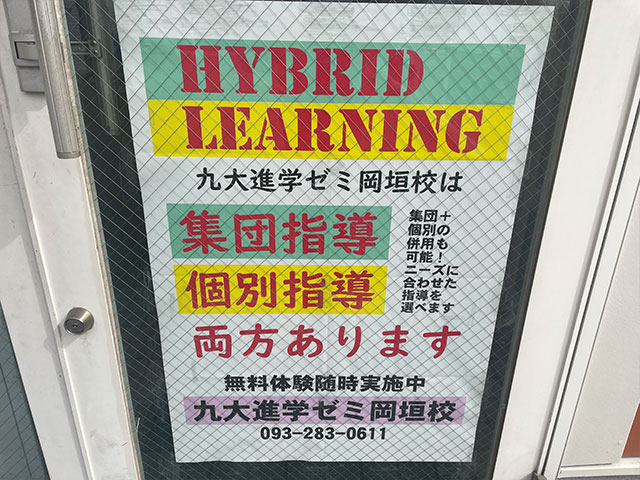 HYBRID
LEARNING
九大進学ゼミ岡垣校は
集団指導
個別指導
集団＋
個別の
併用も
可能！
ニーズに
合わせた
指導を
選べます
両方あります
無料体験随時実施中
九大進学ゼミ岡垣校
093-283-0611